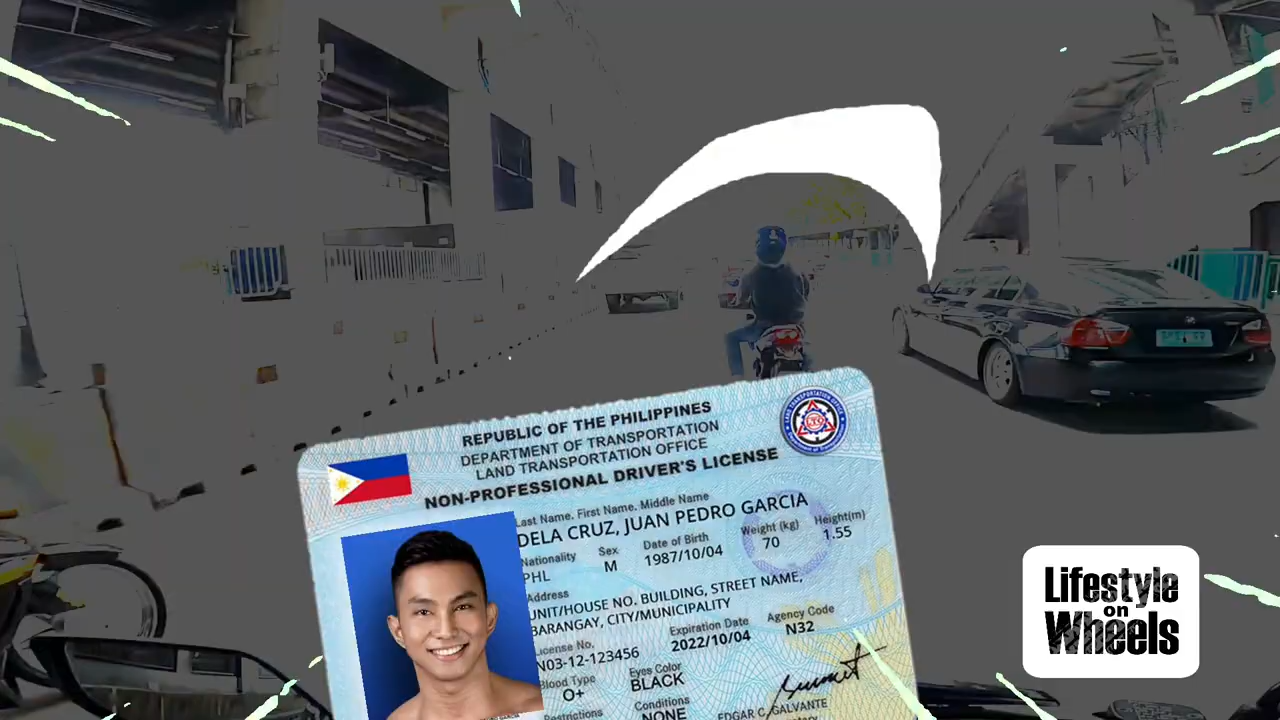 REPUBLIC OF THE PHILIPPINES
DEPARTMENT OF TRANSPORTATION
LAND TRANSPORTATION OFFICE
NON-PROFESSIONAL DRIVER'S LICENSE
Last Name. First Name. Middle Name
DELA CRUZ, JUAN PEDRO GARCIA
Nationality Sex Date of Birth Weight (kg) Height(m)
PHL M 1987/10/04 70 1.55
Address
UNIT/HOUSE NO. BUILDING, STREET NAME,
BARANGAY, CITY/MUNICIPALITY
License No. Expiration Date Agency Code
N03-12-123456 2022/10/04 N32
Blood Type Eyes Color
O+ BLACK
Restrictions Conditions
NONE
EDGAR C. GALVANTE
Lifestyle
on
Wheels